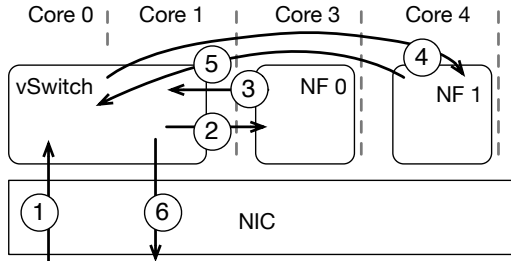 Core 0 Core 1 Core 3 Core 4
5 4
vSwitch 3 NF 0 NF 1
2
1 6 NIC